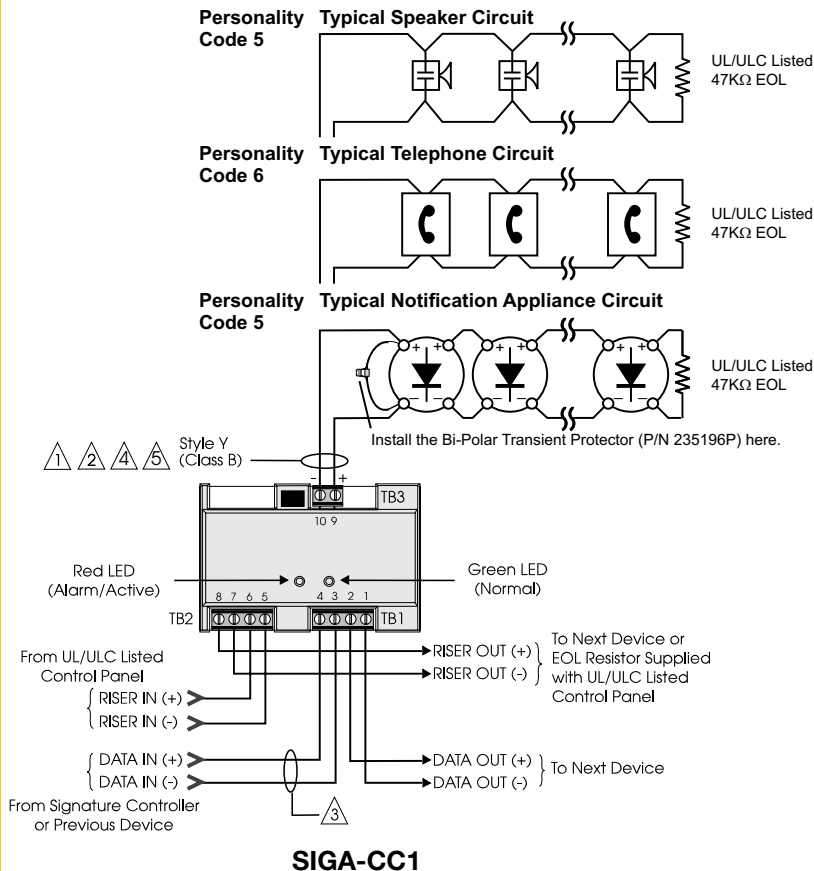 Personality Typical Speaker Circuit
Code 5
UL/ULC Listed
47KΩ EOL
Personality Typical Telephone Circuit
Code 6
UL/ULC Listed
47KΩ EOL
Personality Typical Notification Appliance Circuit
Code 5
+ + + + + +
UL/ULC Listed
47KΩ EOL
− − − − − −
Install the Bi-Polar Transient Protector (P/N 235196P) here.
1 2 4 5
Style Y
(Class B)
- +
TB3
10 9
Red LED
(Alarm/Active)
Green LED
(Normal)
8 7 6 5 4 3 2 1
TB2 TB1
From UL/ULC Listed
Control Panel
RISER IN (+)
RISER IN (-)
RISER OUT (+)
RISER OUT (-)
To Next Device or
EOL Resistor Supplied
with UL/ULC Listed
Control Panel
DATA IN (+)
DATA IN (-)
DATA OUT (+)
DATA OUT (-)
To Next Device
From Signature Controller
or Previous Device
3
SIGA-CC1